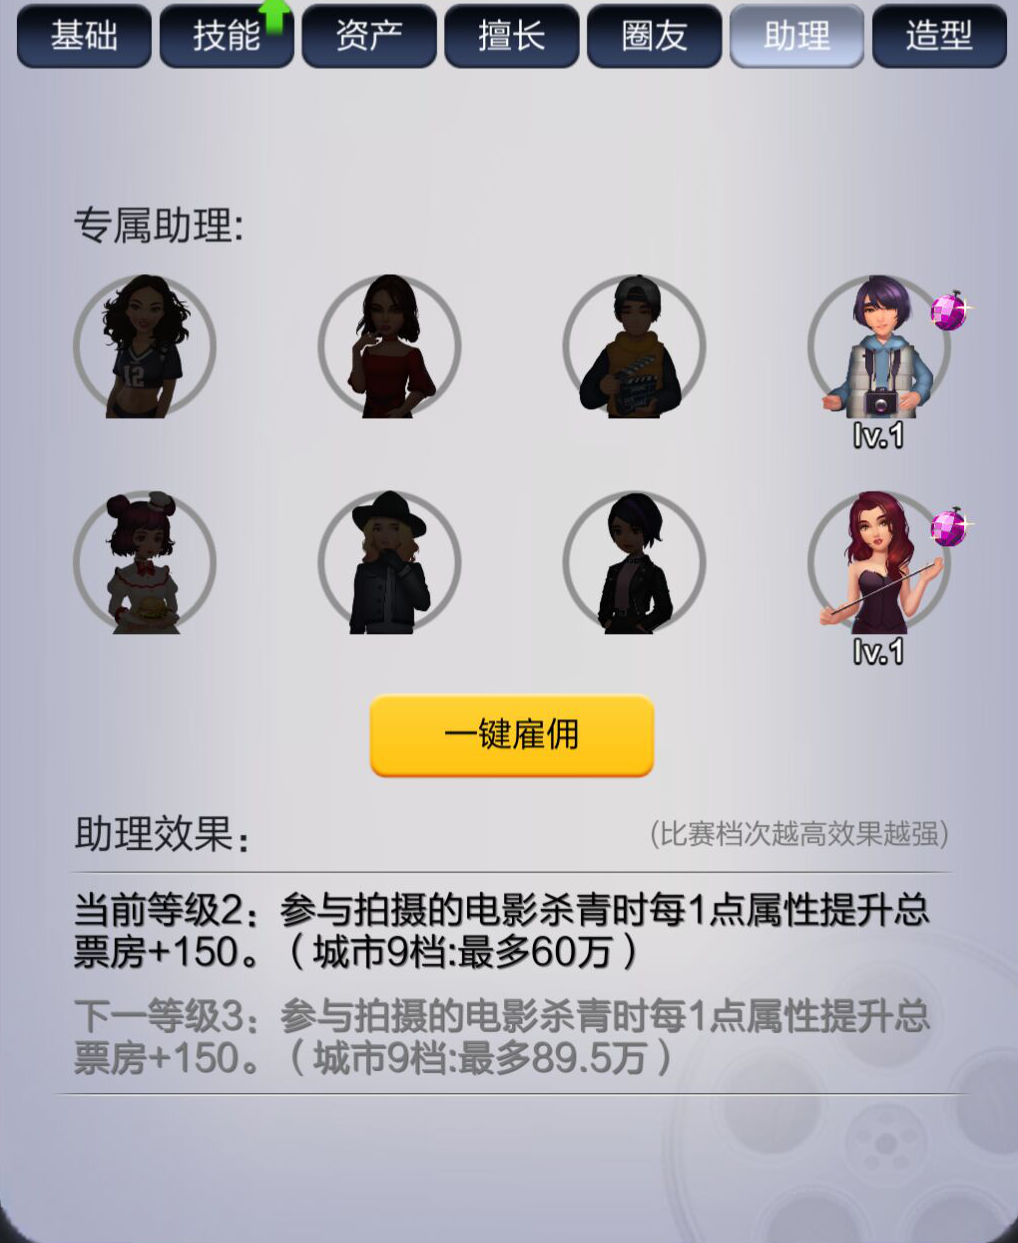 基础 技能 资产 擅长 圈友 助理 造型
专属助理:
12
lv.1
lv.1
一键雇佣
助理效果：
(比赛档次越高效果越强)
当前等级2：参与拍摄的电影杀青时每1点属性提升总
票房+150。（城市9档:最多60万）
下一等级3：参与拍摄的电影杀青时每1点属性提升总
票房+150。（城市9档:最多89.5万）